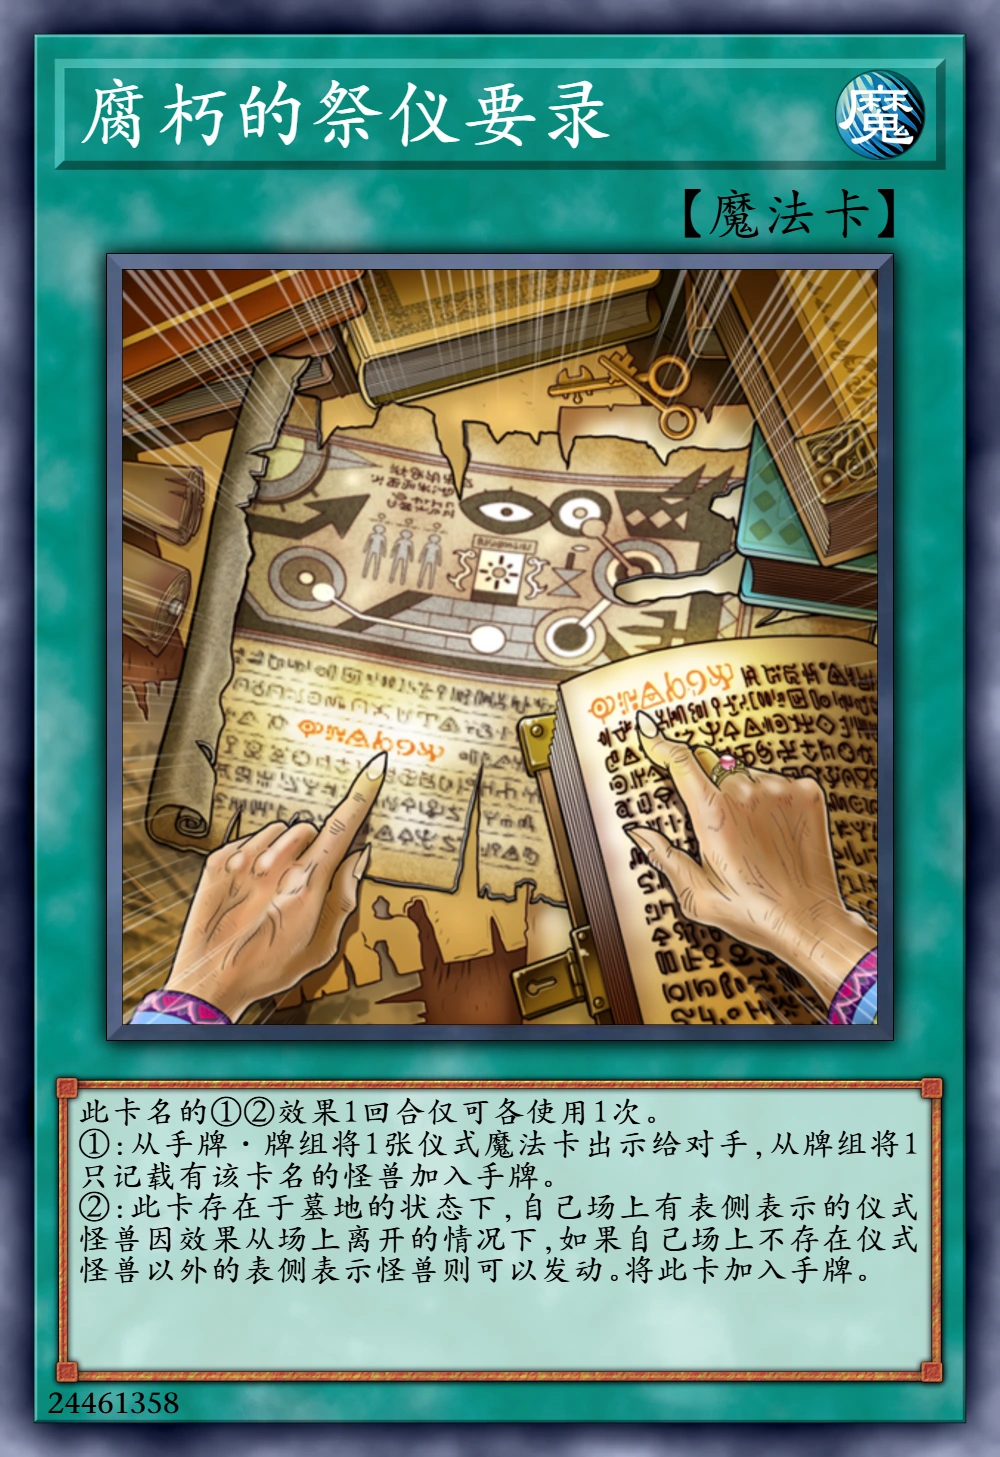 腐朽的祭仪要录
魔
【魔法卡】
此卡名的①②效果1回合仅可各使用1次。
①:从手牌・牌组将1张仪式魔法卡出示给对手,从牌组将1
只记载有该卡名的怪兽加入手牌。
②:此卡存在于墓地的状态下,自己场上有表侧表示的仪式
怪兽因效果从场上离开的情况下,如果自己场上不存在仪式
怪兽以外的表侧表示怪兽则可以发动。将此卡加入手牌。
24461358